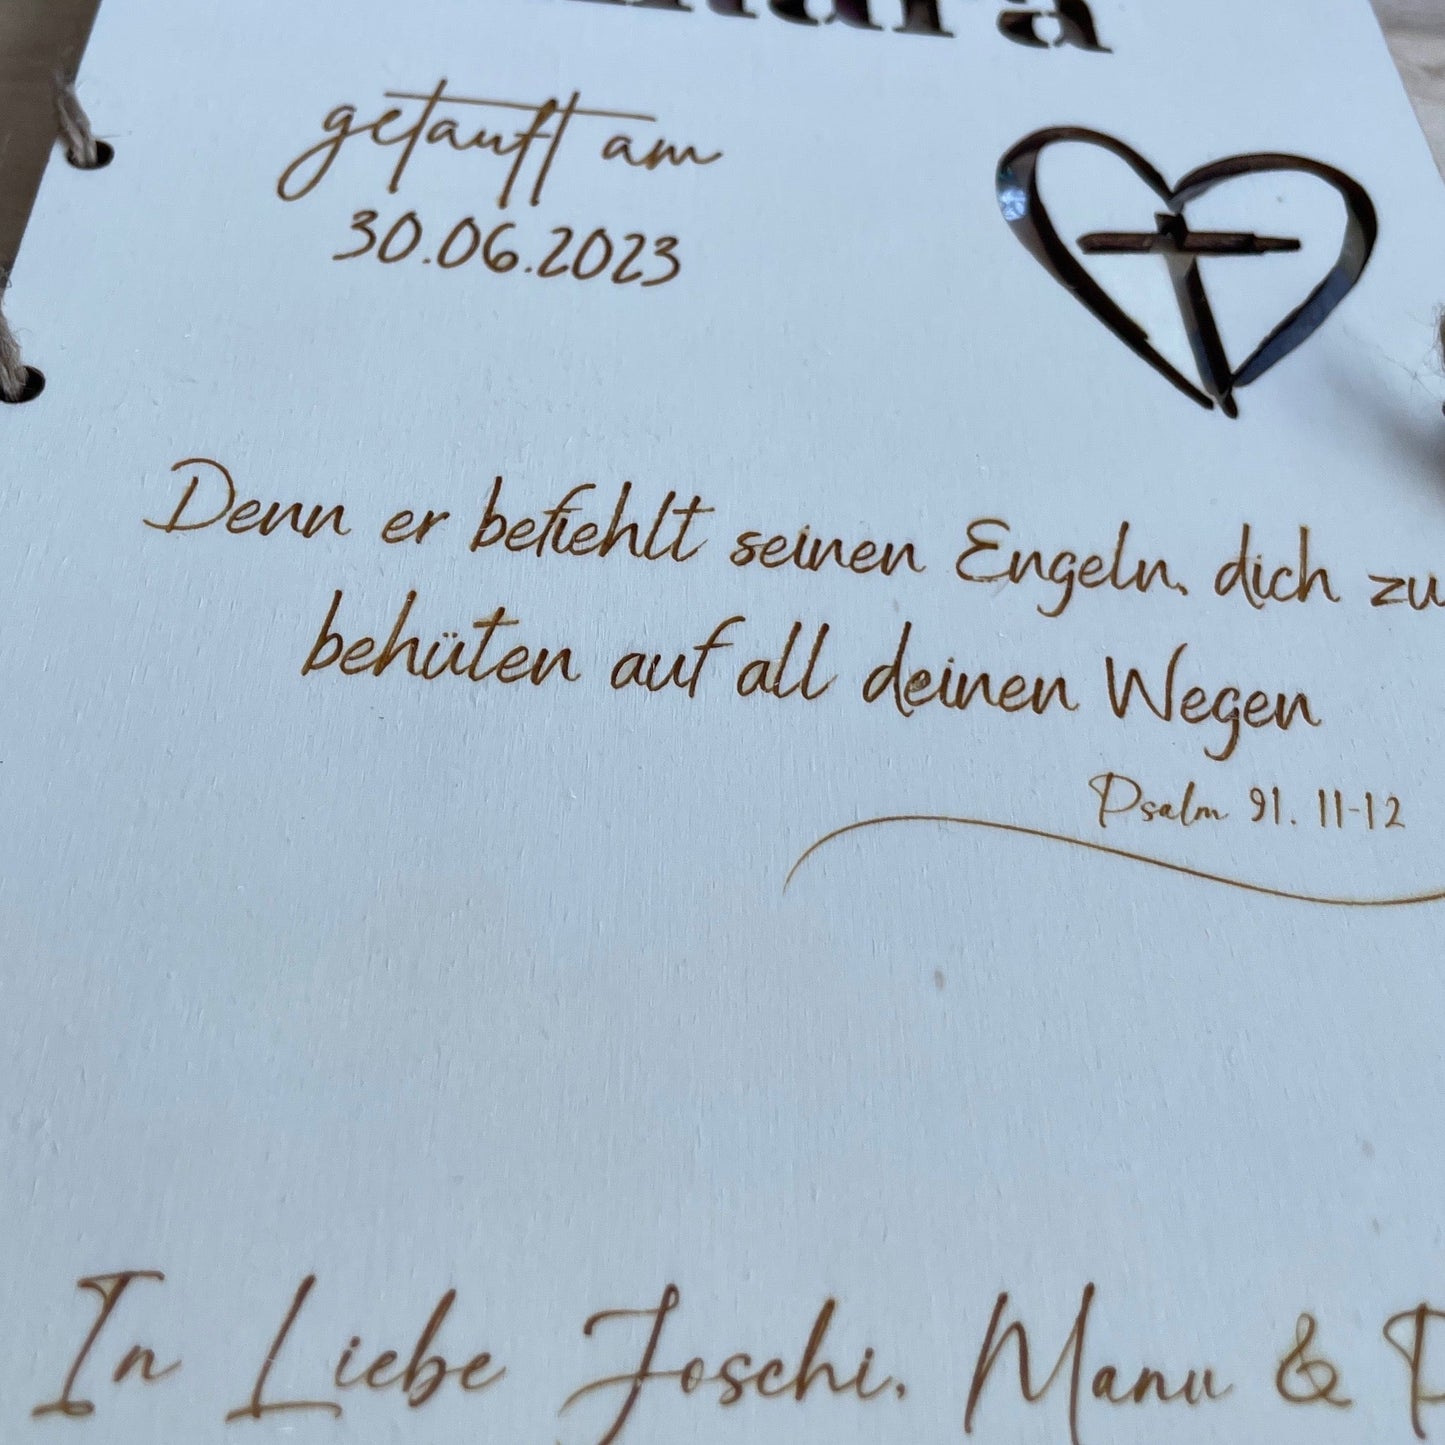 getauft am
30.06.2023
Denn er befiehlt seinen Engeln, dich zu
behüten auf all deinen Wegen
Psalm 91, 11-12
In Liebe Joschi, Manu &